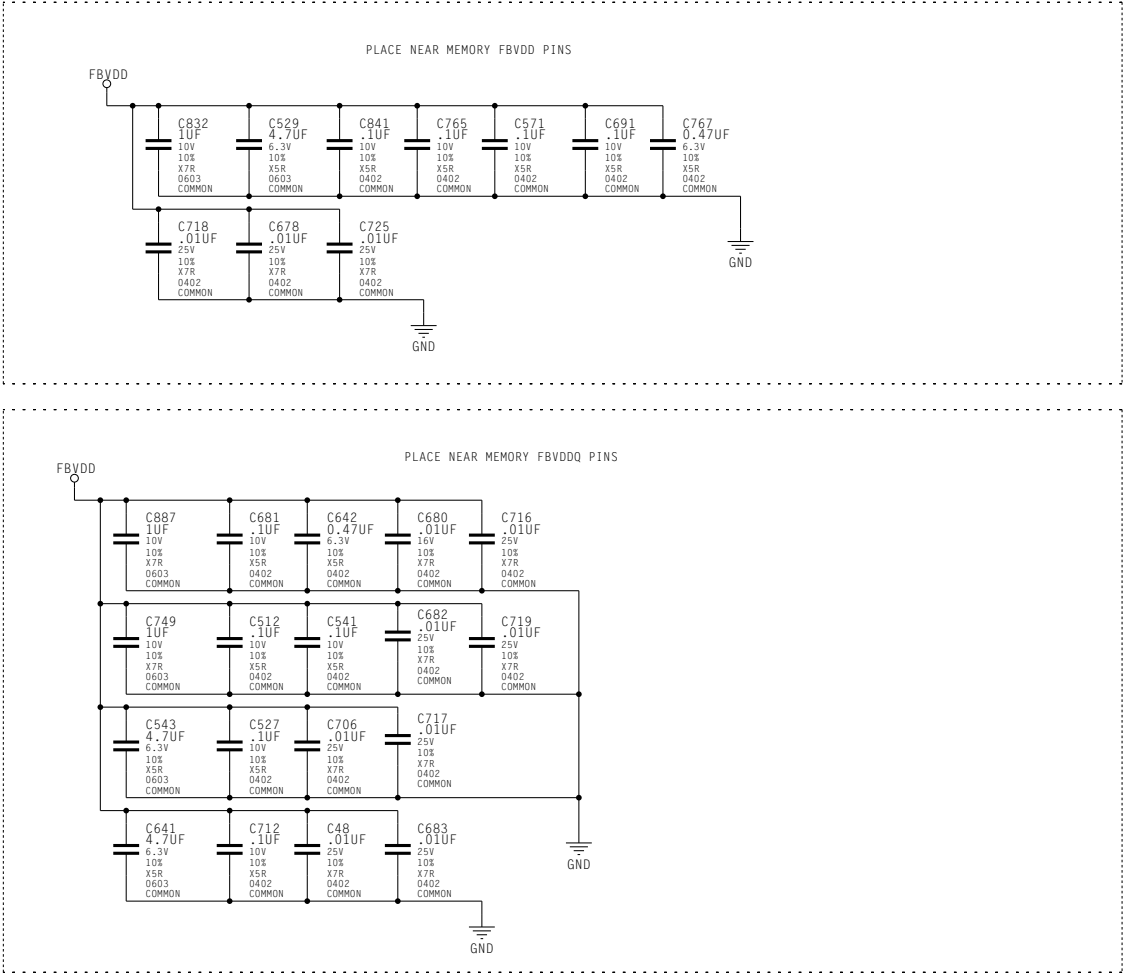 PLACE NEAR MEMORY FBVDD PINS
FBVDD
C832
1UF
10V
10%
X7R
0603
COMMON
C529
4.7UF
6.3V
10%
X5R
0603
COMMON
C841
.1UF
10V
10%
X5R
0402
COMMON
C765
.1UF
10V
10%
X5R
0402
COMMON
C571
.1UF
10V
10%
X5R
0402
COMMON
C691
.1UF
10V
10%
X5R
0402
COMMON
C767
0.47UF
6.3V
10%
X5R
0402
COMMON
GND
C718
.01UF
25V
10%
X7R
0402
COMMON
C678
.01UF
25V
10%
X7R
0402
COMMON
C725
.01UF
25V
10%
X7R
0402
COMMON
GND
PLACE NEAR MEMORY FBVDDQ PINS
FBVDD
C887
1UF
10V
10%
X7R
0603
COMMON
C681
.1UF
10V
10%
X5R
0402
COMMON
C642
0.47UF
6.3V
10%
X5R
0402
COMMON
C680
.01UF
16V
10%
X7R
0402
COMMON
C716
.01UF
25V
10%
X7R
0402
COMMON
C749
1UF
10V
10%
X7R
0603
COMMON
C512
.1UF
10V
10%
X5R
0402
COMMON
C541
.1UF
10V
10%
X5R
0402
COMMON
C682
.01UF
25V
10%
X7R
0402
COMMON
C719
.01UF
25V
10%
X7R
0402
COMMON
C543
4.7UF
6.3V
10%
X5R
0603
COMMON
C527
.1UF
10V
10%
X5R
0402
COMMON
C706
.01UF
25V
10%
X7R
0402
COMMON
C717
.01UF
25V
10%
X7R
0402
COMMON
C641
4.7UF
6.3V
10%
X5R
0603
COMMON
C712
.1UF
10V
10%
X5R
0402
COMMON
C48
.01UF
25V
10%
X7R
0402
COMMON
C683
.01UF
25V
10%
X7R
0402
COMMON
GND
GND